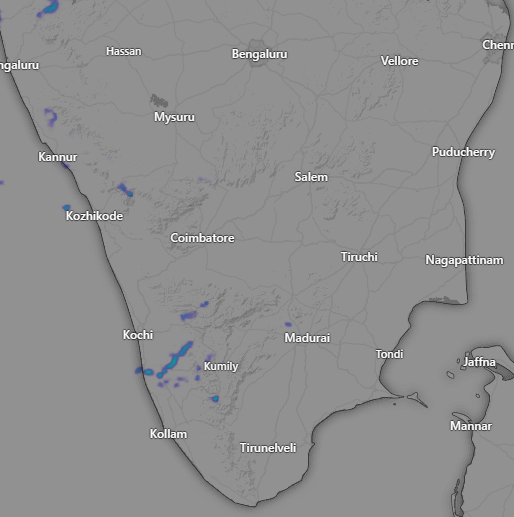 Hassan
Bengaluru
Vellore
Chenn
ngaluru
Mysuru
Kannur
Puducherry
Salem
Kozhikode
Coimbatore
Tiruchi
Nagapattinam
Kochi
Madurai
Tondi
Kumily
Jaffna
Mannar
Kollam
Tirunelveli